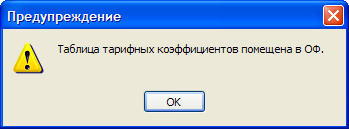 Предупреждение
Таблица тарифных коэффициентов помещена в ОФ.
OK